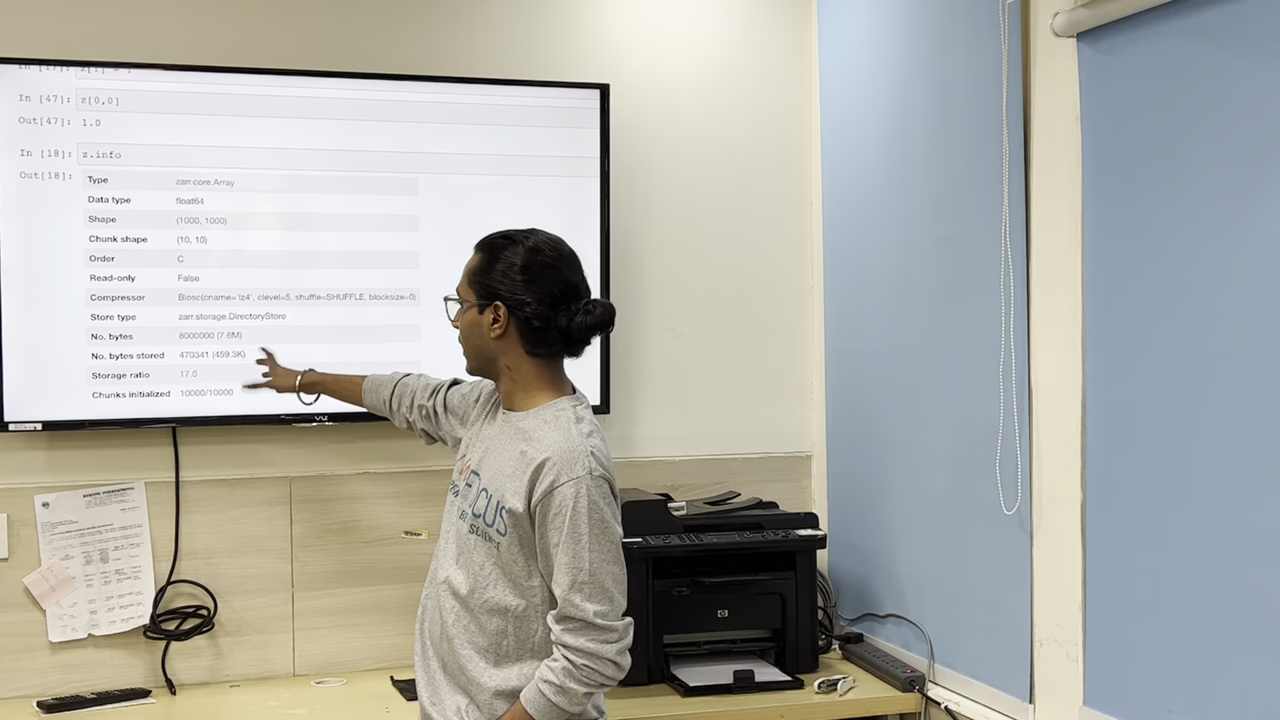 In [47]: z[0,0]
Out[47]: 1.0
In [18]: z.info
Out[18]:
Type zarr.core.Array
Data type float64
Shape (1000, 1000)
Chunk shape (10, 10)
Order C
Read-only False
Compressor Blosc(cname='lz4', clevel=5, shuffle=SHUFFLE, blocksize=0)
Store type zarr.storage.DirectoryStore
No. bytes 8000000 (7.6M)
No. bytes stored 470341 (459.3K)
Storage ratio 17.0
Chunks initialized 10000/10000
FOCUS
hp